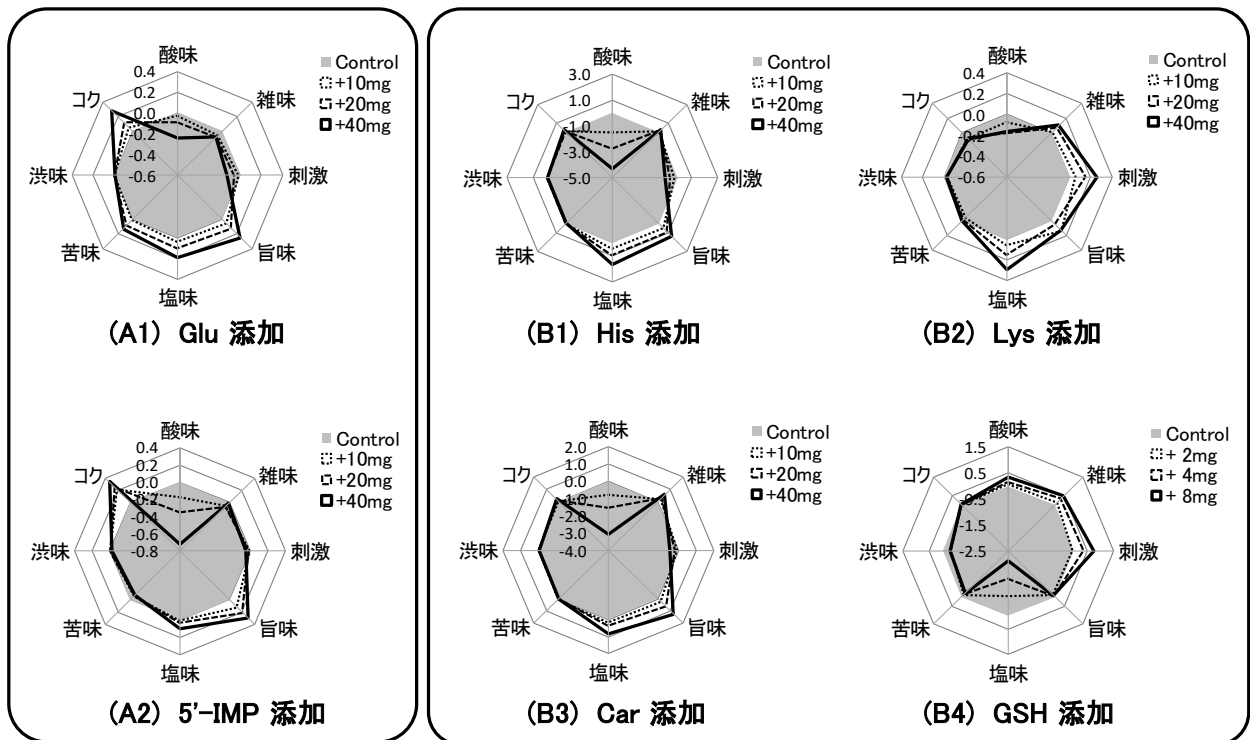 酸味
0.4
0.2
0.0
-0.2
-0.4
-0.6
雑味
刺激
旨味
塩味
苦味
渋味
コク
Control
+10mg
+20mg
+40mg
(A1) Glu 添加
酸味
3.0
1.0
-1.0
-3.0
-5.0
雑味
刺激
旨味
塩味
苦味
渋味
コク
Control
+10mg
+20mg
+40mg
(B1) His 添加
酸味
0.4
0.2
0.0
-0.2
-0.4
-0.6
雑味
刺激
旨味
塩味
苦味
渋味
コク
Control
+10mg
+20mg
+40mg
(B2) Lys 添加
酸味
0.4
0.2
0.0
-0.2
-0.4
-0.6
-0.8
雑味
刺激
旨味
塩味
苦味
渋味
コク
Control
+10mg
+20mg
+40mg
(A2) 5'-IMP 添加
酸味
2.0
1.0
0.0
-1.0
-2.0
-3.0
-4.0
雑味
刺激
旨味
塩味
苦味
渋味
コク
Control
+10mg
+20mg
+40mg
(B3) Car 添加
酸味
1.5
0.5
-0.5
-1.5
-2.5
雑味
刺激
旨味
塩味
苦味
渋味
コク
Control
+ 2mg
+ 4mg
+ 8mg
(B4) GSH 添加